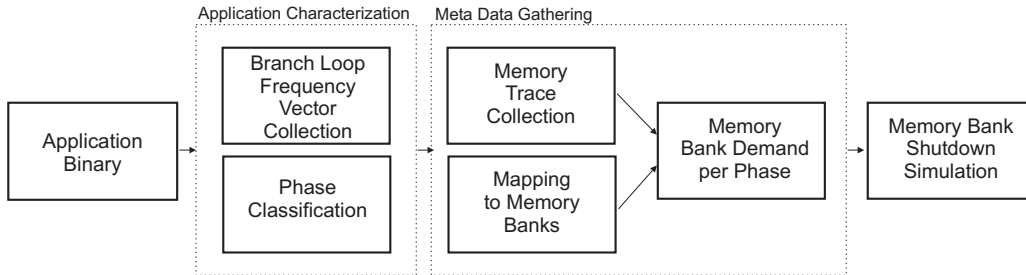 Application Characterization
Meta Data Gathering
Application
Binary
Branch Loop
Frequency
Vector
Collection
Phase
Classification
Memory
Trace
Collection
Mapping
to Memory
Banks
Memory
Bank Demand
per Phase
Memory Bank
Shutdown
Simulation